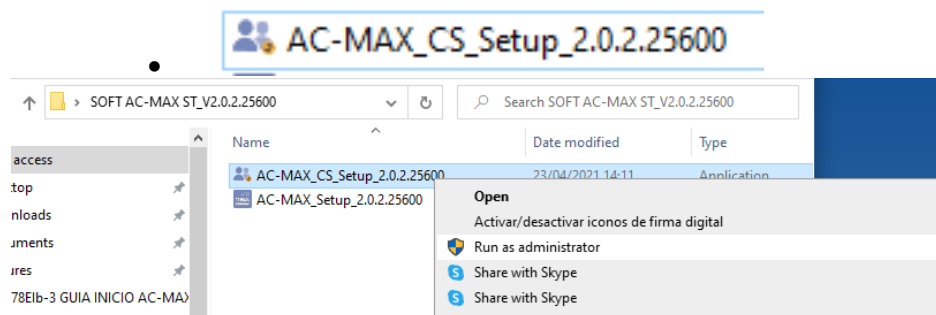 AC-MAX_CS_Setup_2.0.2.25600
SOFT AC-MAX ST_V2.0.2.25600
Search SOFT AC-MAX ST_V2.0.2.25600
Name Date modified Type
access
AC-MAX_CS_Setup_2.0.2.25600 23/04/2021 14:11 Application
top
AC-MAX_Setup_2.0.2.25600
Open
nloads
Activar/desactivar iconos de firma digital
uments
Run as administrator
ures
Share with Skype
78EIb-3 GUIA INICIO AC-MAX
Share with Skype